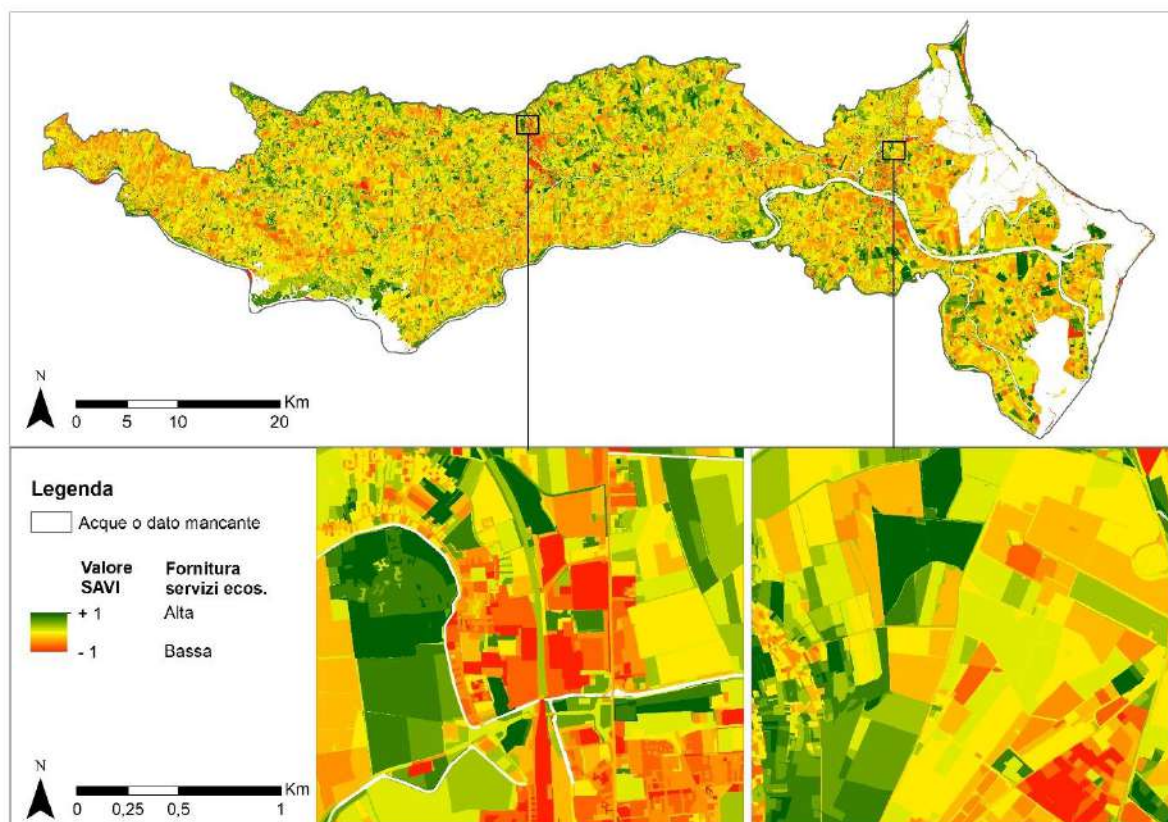 N
Km
0 5 10 20
Legenda
Acque o dato mancante
Valore SAVI
Fornitura servizi ecos.
+ 1 Alta
- 1 Bassa
N
Km
0 0,25 0,5 1